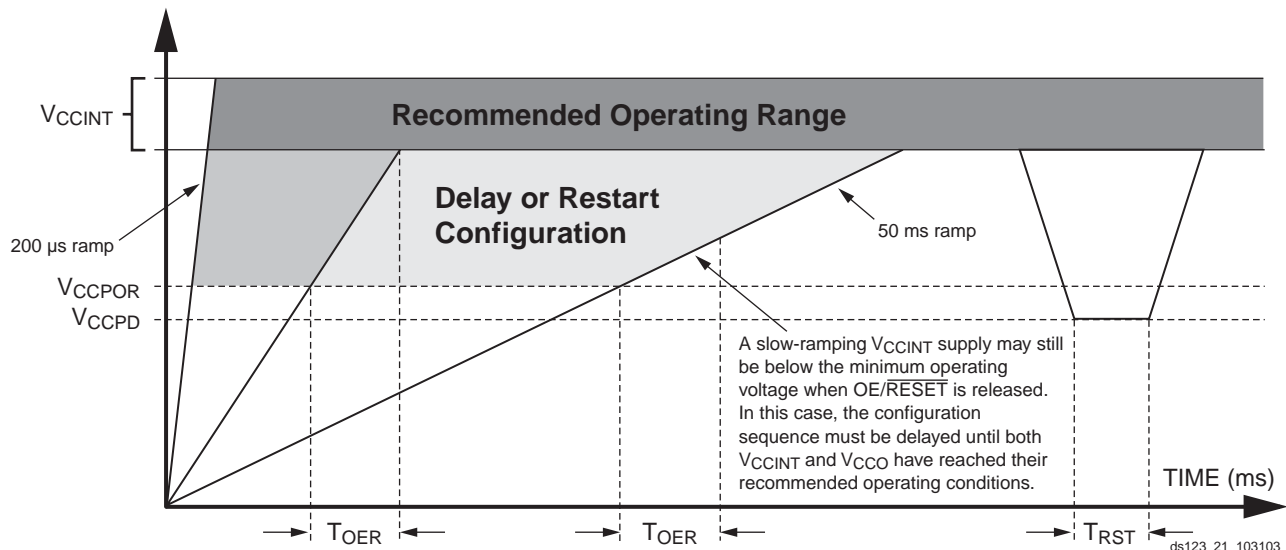 VCCINT
Recommended Operating Range
Delay or Restart
Configuration
200 µs ramp
50 ms ramp
VCCPOR
VCCPD
A slow-ramping VCCINT supply may still
be below the minimum operating
voltage when OE/RESET is released.
In this case, the configuration
sequence must be delayed until both
VCCINT and VCCO have reached their
recommended operating conditions.
TIME (ms)
TOER
TOER
TRST
ds123_21_103103